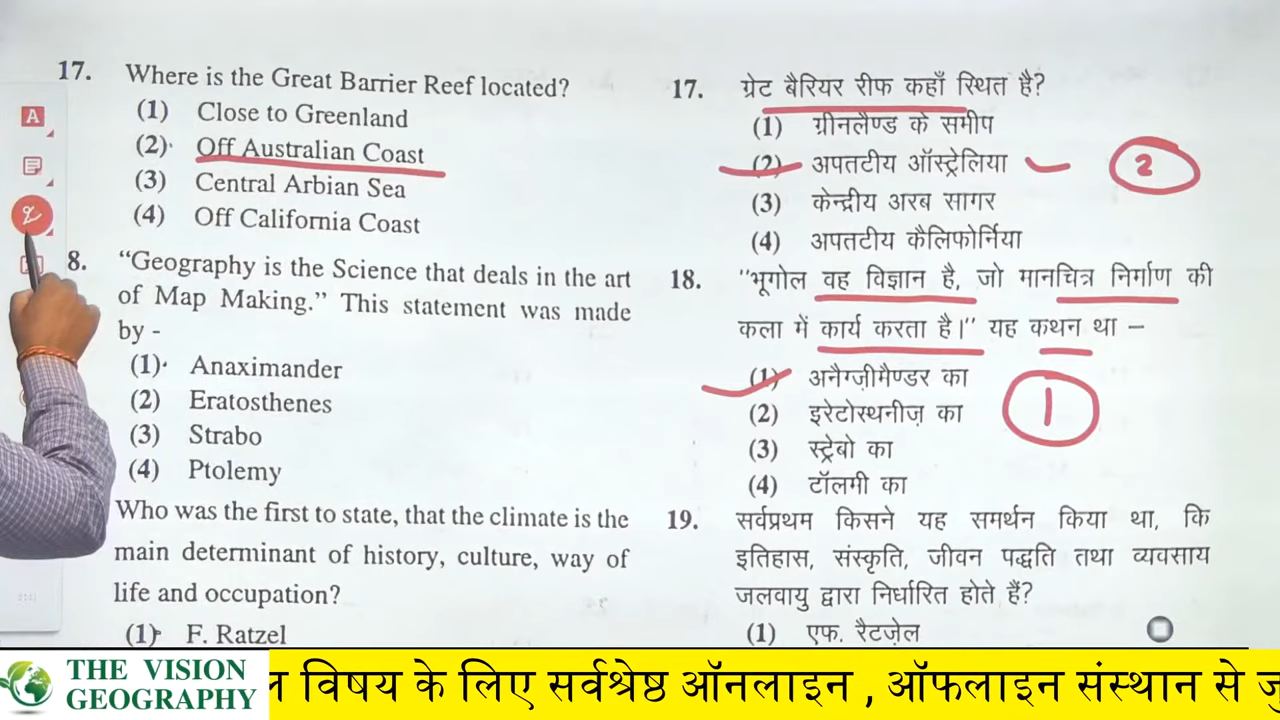 17. Where is the Great Barrier Reef located?
(1) Close to Greenland
(2) Off Australian Coast
(3) Central Arbian Sea
(4) Off California Coast
8. “Geography is the Science that deals in the art
of Map Making.” This statement was made
by -
(1) Anaximander
(2) Eratosthenes
(3) Strabo
(4) Ptolemy
Who was the first to state, that the climate is the
main determinant of history, culture, way of
life and occupation?
(1) F. Ratzel
17. ग्रेट बैरियर रीफ कहाँ स्थित है?
(1) ग्रीनलैण्ड के समीप
(2) अपतटीय ऑस्ट्रेलिया
2
(3) केन्द्रीय अरब सागर
(4) अपतटीय कैलिफोर्निया
18. “भूगोल वह विज्ञान है, जो मानचित्र निर्माण की
कला में कार्य करता है।” यह कथन था –
(1) अनैग्ज़ीमैण्डर का
1
(2) इरेटोस्थनीज़ का
(3) स्ट्रेबो का
(4) टॉलमी का
19. सर्वप्रथम किसने यह समर्थन किया था, कि
इतिहास, संस्कृति, जीवन पद्धति तथा व्यवसाय
जलवायु द्वारा निर्धारित होते हैं?
(1) एफ. रैटज़ेल
THE VISION
GEOGRAPHY
ल विषय के लिए सर्वश्रेष्ठ ऑनलाइन , ऑफलाइन संस्थान से जु
A